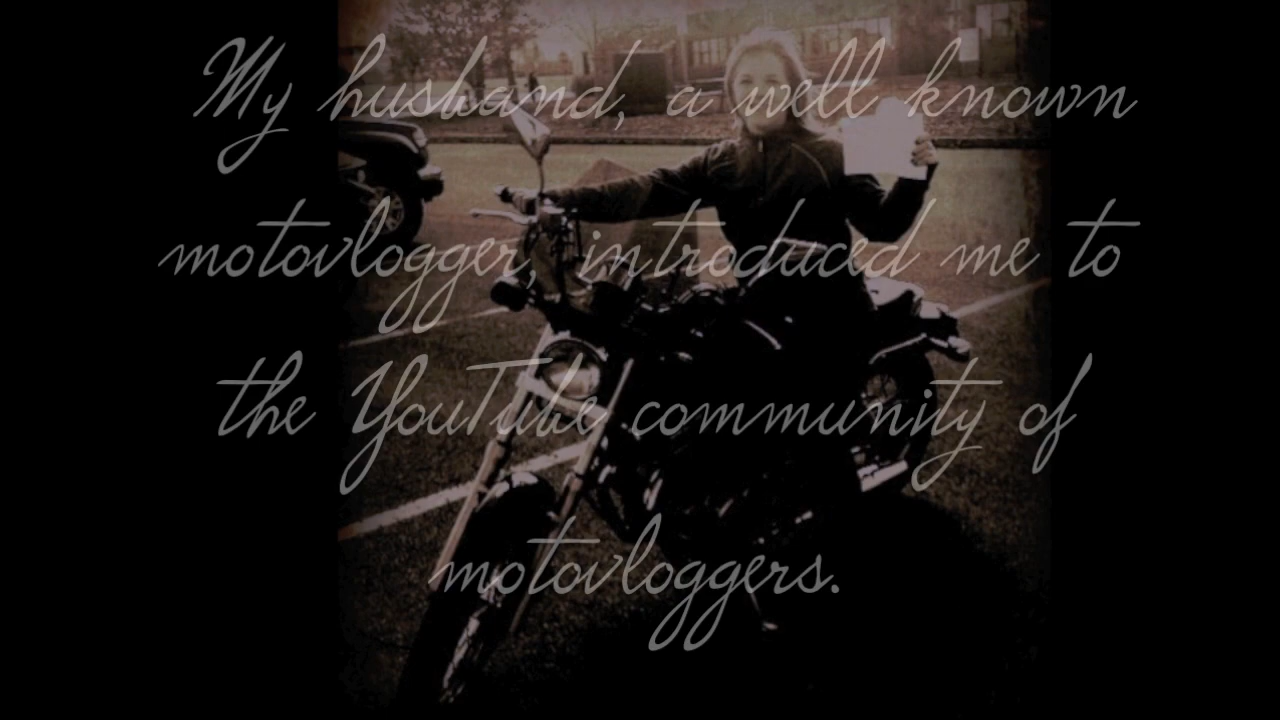 My husband, a well known
motovlogger, introduced me to
the YouTube community of
motovloggers.